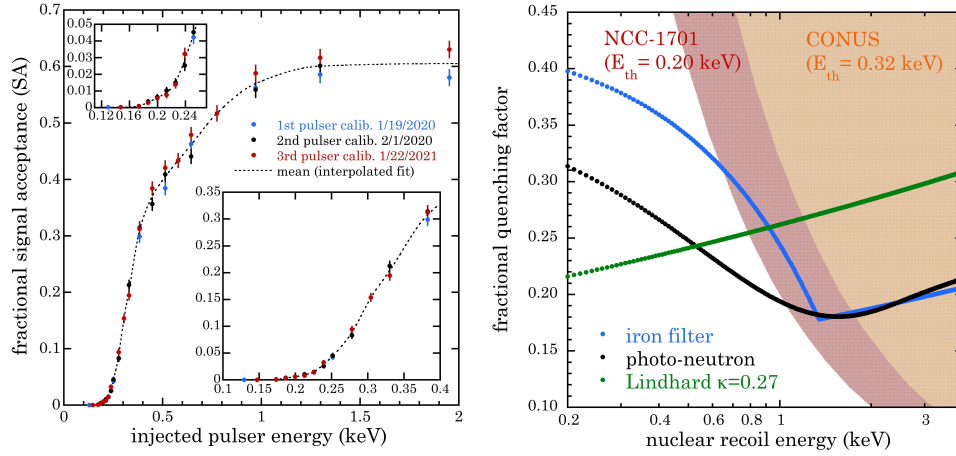 fractional signal acceptance (SA)
0.7
0.6
0.5
0.4
0.3
0.2
0.1
0
0 0.5 1 1.5 2
injected pulser energy (keV)
0.05
0.04
0.03
0.02
0.01
0
0.12 0.16 0.2 0.24
1st pulser calib. 1/19/2020
2nd pulser calib. 2/1/2020
3rd pulser calib. 1/22/2021
mean (interpolated fit)
0.35
0.3
0.25
0.2
0.15
0.1
0.05
0
0.1 0.15 0.2 0.25 0.3 0.35 0.4
fractional quenching factor
0.45
0.40
0.35
0.30
0.25
0.20
0.15
0.10
0.2 0.4 0.6 0.8 1 3
nuclear recoil energy (keV)
NCC-1701
(E_th= 0.20 keV)
CONUS
(E_th= 0.32 keV)
iron filter
photo-neutron
Lindhard κ=0.27